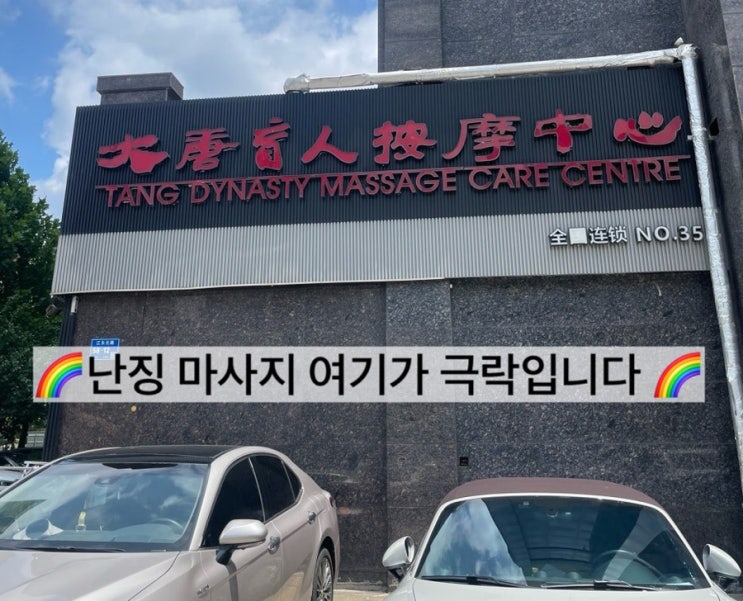 大唐盲人按摩中心
TANG DYNASTY MASSAGE CARE CENTRE
全 连锁 NO.35
🌈난징 마사지 여기가 극락입니다 🌈